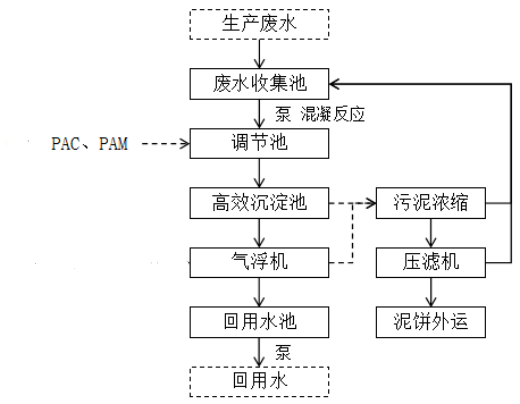 生产废水
废水收集池
泵 混凝反应
PAC、PAM
调节池
高效沉淀池
污泥浓缩
气浮机
压滤机
回用水池
泥饼外运
泵
回用水